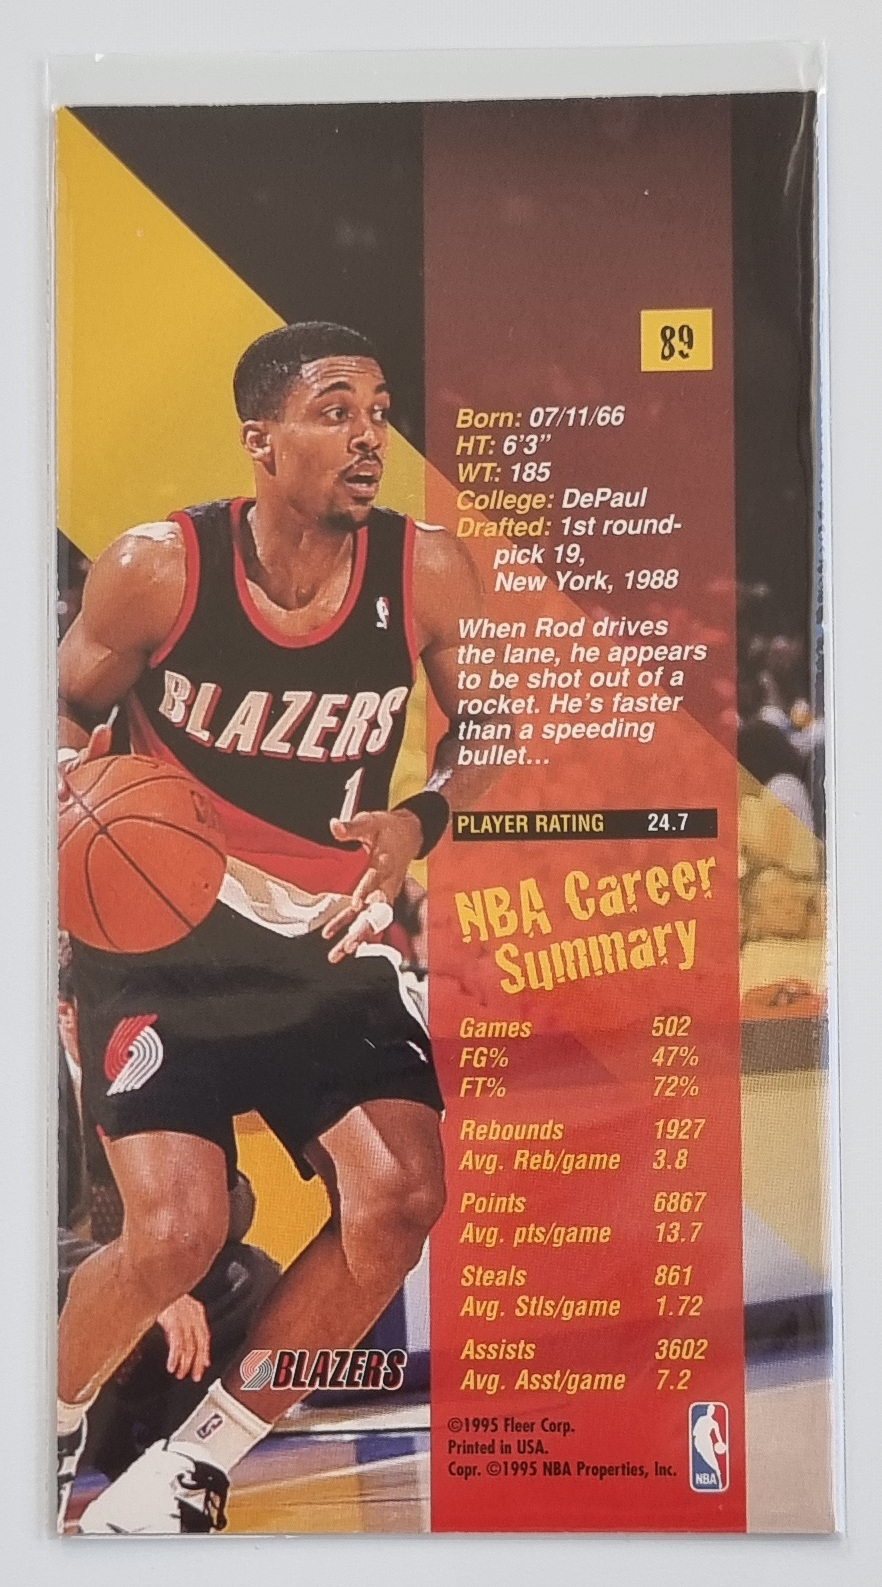 89
Born: 07/11/66
HT: 6'3"
WT: 185
College: DePaul
Drafted: 1st round-
pick 19,
New York, 1988
When Rod drives
the lane, he appears
to be shot out of a
rocket. He's faster
than a speeding
bullet...
BLAZERS
1
PLAYER RATING 24.7
NBA Career
Summary
Games 502
FG% 47%
FT% 72%
Rebounds 1927
Avg. Reb/game 3.8
Points 6867
Avg. pts/game 13.7
Steals 861
Avg. Stls/game 1.72
Assists 3602
Avg. Asst/game 7.2
BLAZERS
©1995 Fleer Corp.
Printed in USA.
Copr. ©1995 NBA Properties, Inc.
NBA